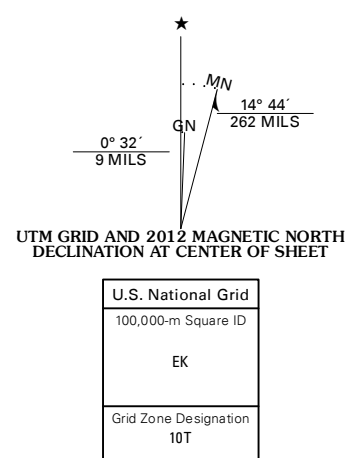 ★
MN
GN
14° 44´
262 MILS
0° 32´
9 MILS
UTM GRID AND 2012 MAGNETIC NORTH
DECLINATION AT CENTER OF SHEET
U.S. National Grid
100,000-m Square ID
EK
Grid Zone Designation
10T